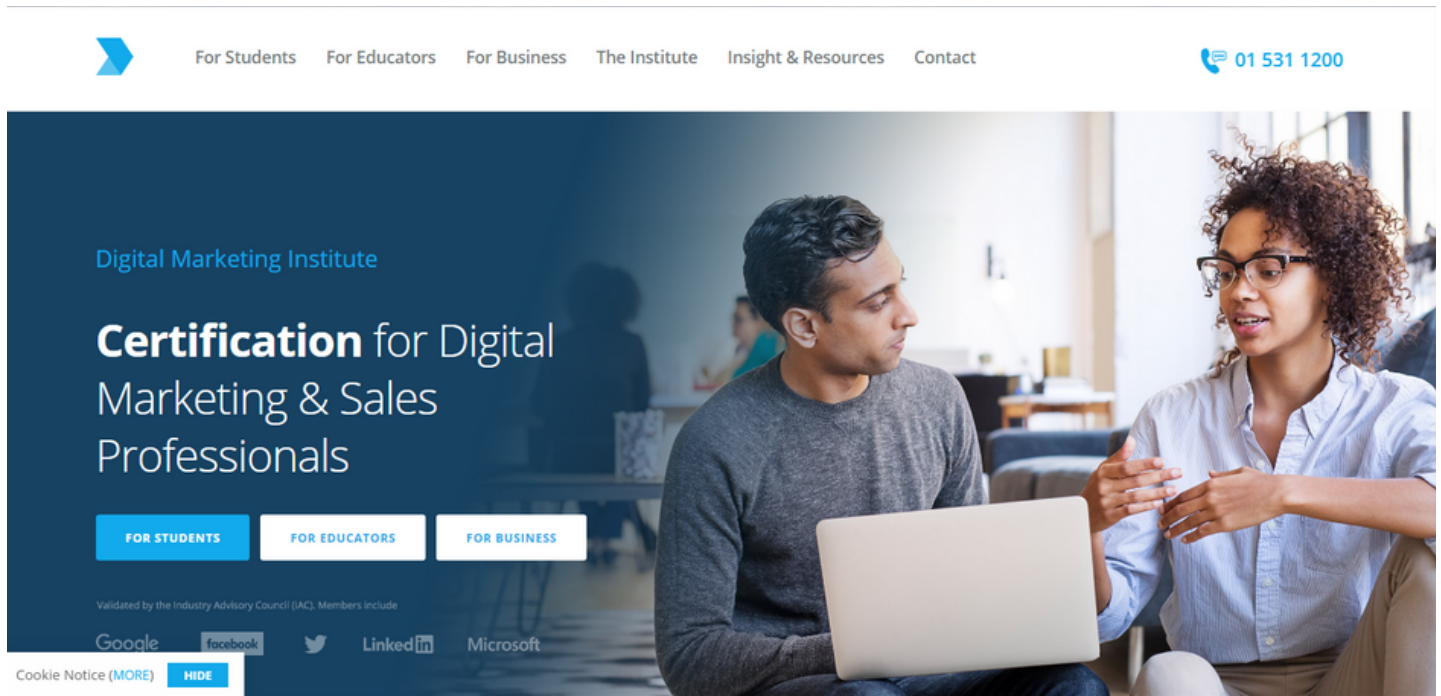 For Students For Educators For Business The Institute Insight & Resources Contact 01 531 1200
Digital Marketing Institute
Certification for Digital
Marketing & Sales
Professionals
FOR STUDENTS FOR EDUCATORS FOR BUSINESS
Validated by the Industry Advisory Council (IAC). Members include
Google facebook LinkedIn Microsoft
Cookie Notice (MORE) HIDE